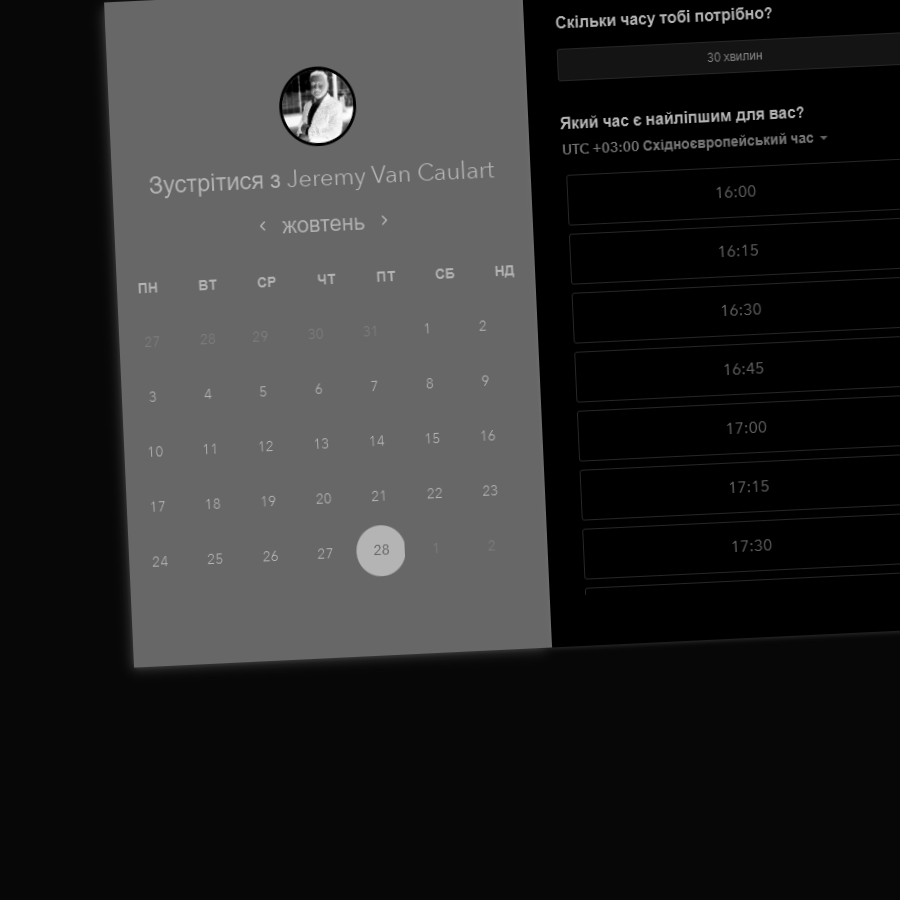 Зустрітися з Jeremy Van Caulart
жовтень
ПН ВТ СР ЧТ ПТ СБ НД
27 28 29 30 31 1 2
3 4 5 6 7 8 9
10 11 12 13 14 15 16
17 18 19 20 21 22 23
24 25 26 27 28 1 2
Скільки часу тобі потрібно?
30 хвилин
Який час є найліпшим для вас?
UTC +03:00 Східноєвропейський час
16:00
16:15
16:30
16:45
17:00
17:15
17:30